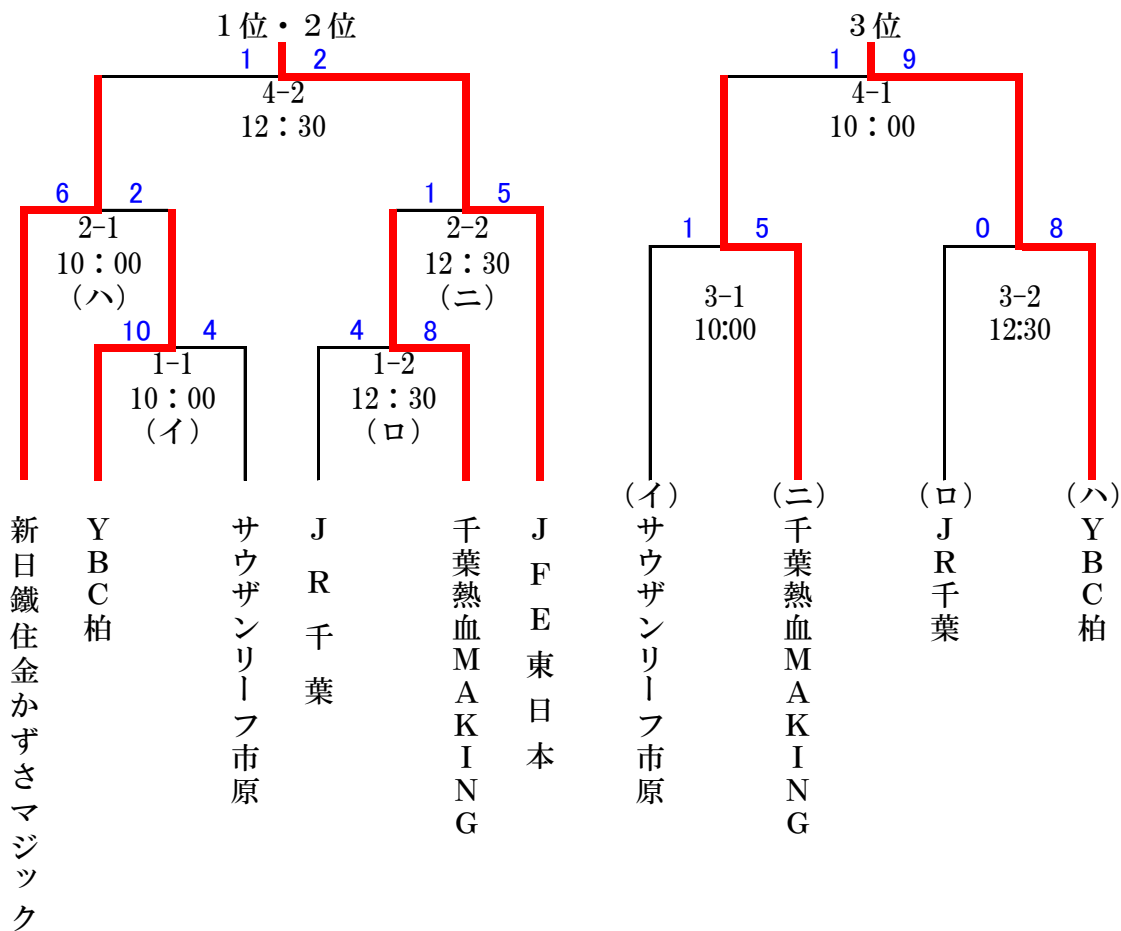 １位・２位
1 2
4-2
12：30
6 2
2-1
10：00
（ハ）
1 5
2-2
12：30
（ニ）
10 4
1-1
10：00
（イ）
4 8
1-2
12：30
（ロ）
新日鐵住金かずさマジック
ＹＢＣ柏
サウザンリーフ市原
ＪＲ千葉
千葉熱血ＭＡＫＩＮＧ
ＪＦＥ東日本
３位
1 9
4-1
10：00
1 5
3-1
10:00
0 8
3-2
12:30
（イ）
サウザンリーフ市原
（ニ）
千葉熱血ＭＡＫＩＮＧ
（ロ）
ＪＲ千葉
（ハ）
ＹＢＣ柏